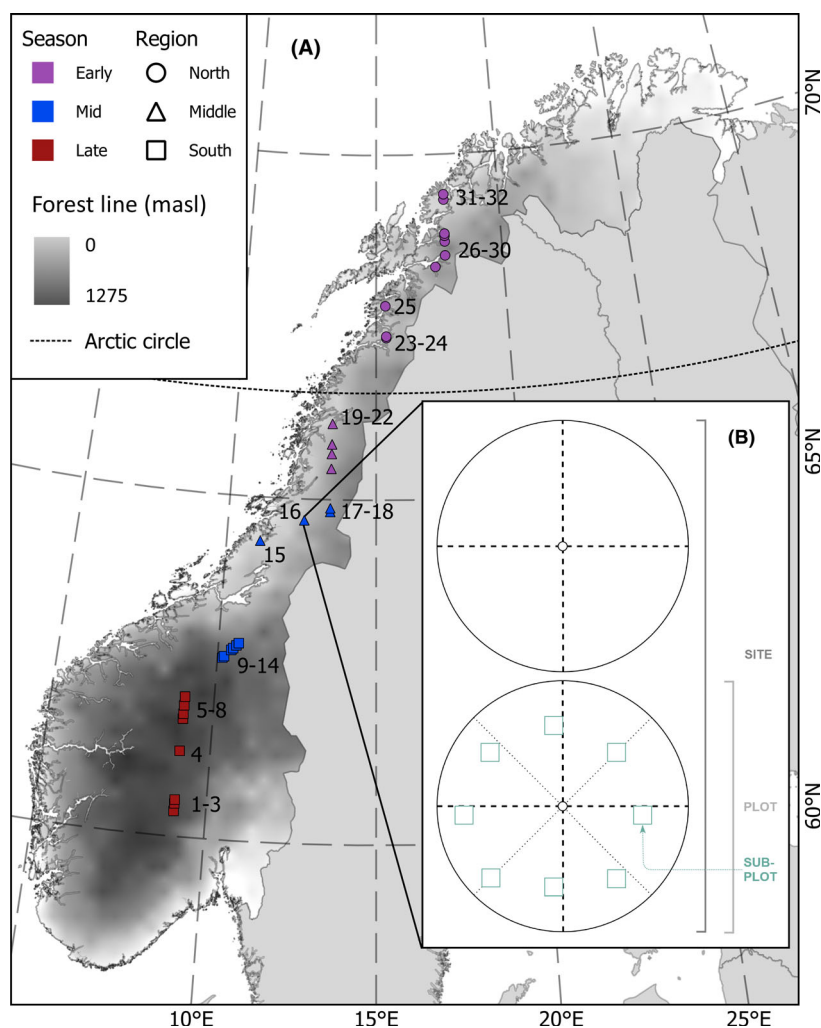 Season Region
(A)
Early North
Mid Middle
Late South
Forest line (masl)
0
1275
Arctic circle
70°N
31-32
26-30
25
23-24
19-22
(B)
65°N
16 17-18
15
SITE
9-14
5-8
4
1-3
PLOT
60°N
SUB-
PLOT
10°E 15°E 20°E 25°E